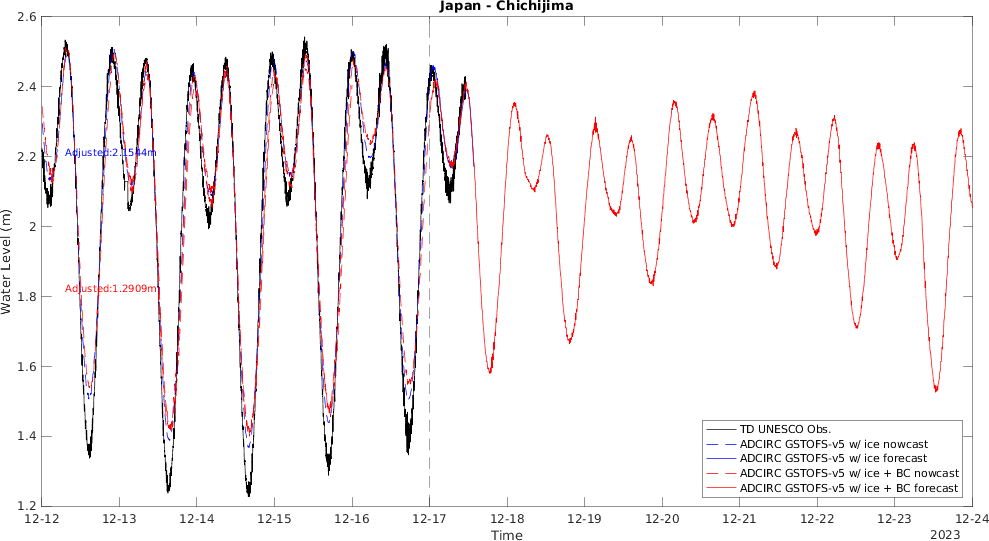 Japan - Chichijima
2.6
2.4
2.2
2
1.8
1.6
1.4
1.2
Water Level (m)
Adjusted:2.1544m
Adjusted:1.2909m
TD UNESCO Obs.
ADCIRC GSTOFS-v5 w/ ice nowcast
ADCIRC GSTOFS-v5 w/ ice forecast
ADCIRC GSTOFS-v5 w/ ice + BC nowcast
ADCIRC GSTOFS-v5 w/ ice + BC forecast
12-12 12-13 12-14 12-15 12-16 12-17 12-18 12-19 12-20 12-21 12-22 12-23 12-24
Time
2023